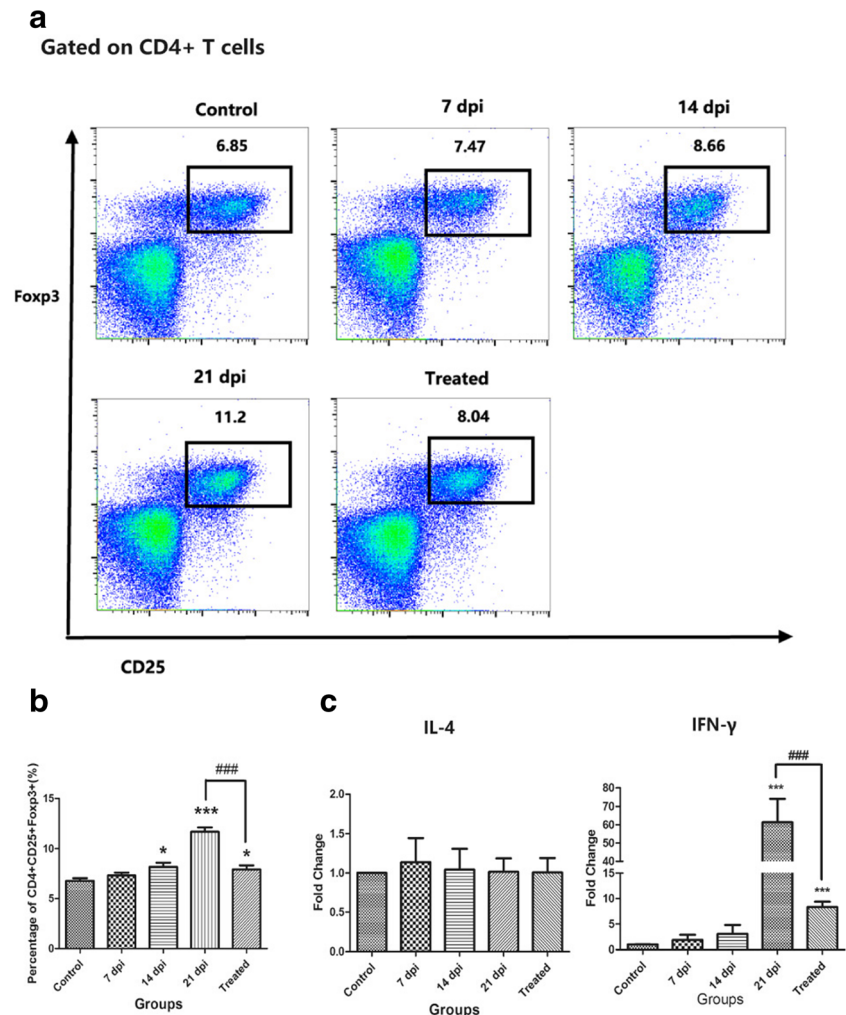 a
Gated on CD4+ T cells
Control
7 dpi
14 dpi
6.85
7.47
8.66
Foxp3
21 dpi
Treated
11.2
8.04
CD25
b
c
IL-4
IFN-γ
Percentage of CD4+CD25+Foxp3+(%)
15
10
5
0
*
***
###
*
Control
7 dpi
14 dpi
21 dpi
Treated
Groups
Fold Change
2.0
1.5
1.0
0.5
0.0
Control
7 dpi
14 dpi
21 dpi
Treated
Groups
Fold Change
80
70
60
50
40
15
10
5
0
***
###
***
Control
7 dpi
14 dpi
21 dpi
Treated
Groups